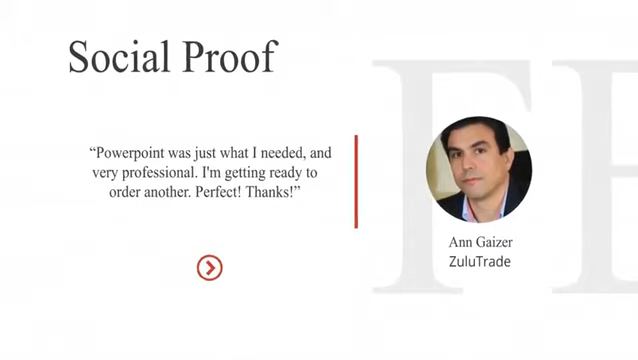 Social Proof
“Powerpoint was just what I needed, and
very professional. I'm getting ready to
order another. Perfect! Thanks!”
Ann Gaizer
ZuluTrade
FE